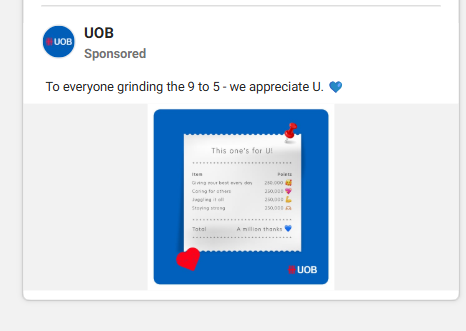 UOB
UOB
Sponsored
To everyone grinding the 9 to 5 - we appreciate U. 💙
This one's for U!
Item Points
Giving your best every day 250,000 🥰
Caring for others 250,000 💖
Juggling it all 250,000 💪
Staying strong 250,000 🫶
Total A million thanks 💙
UOB